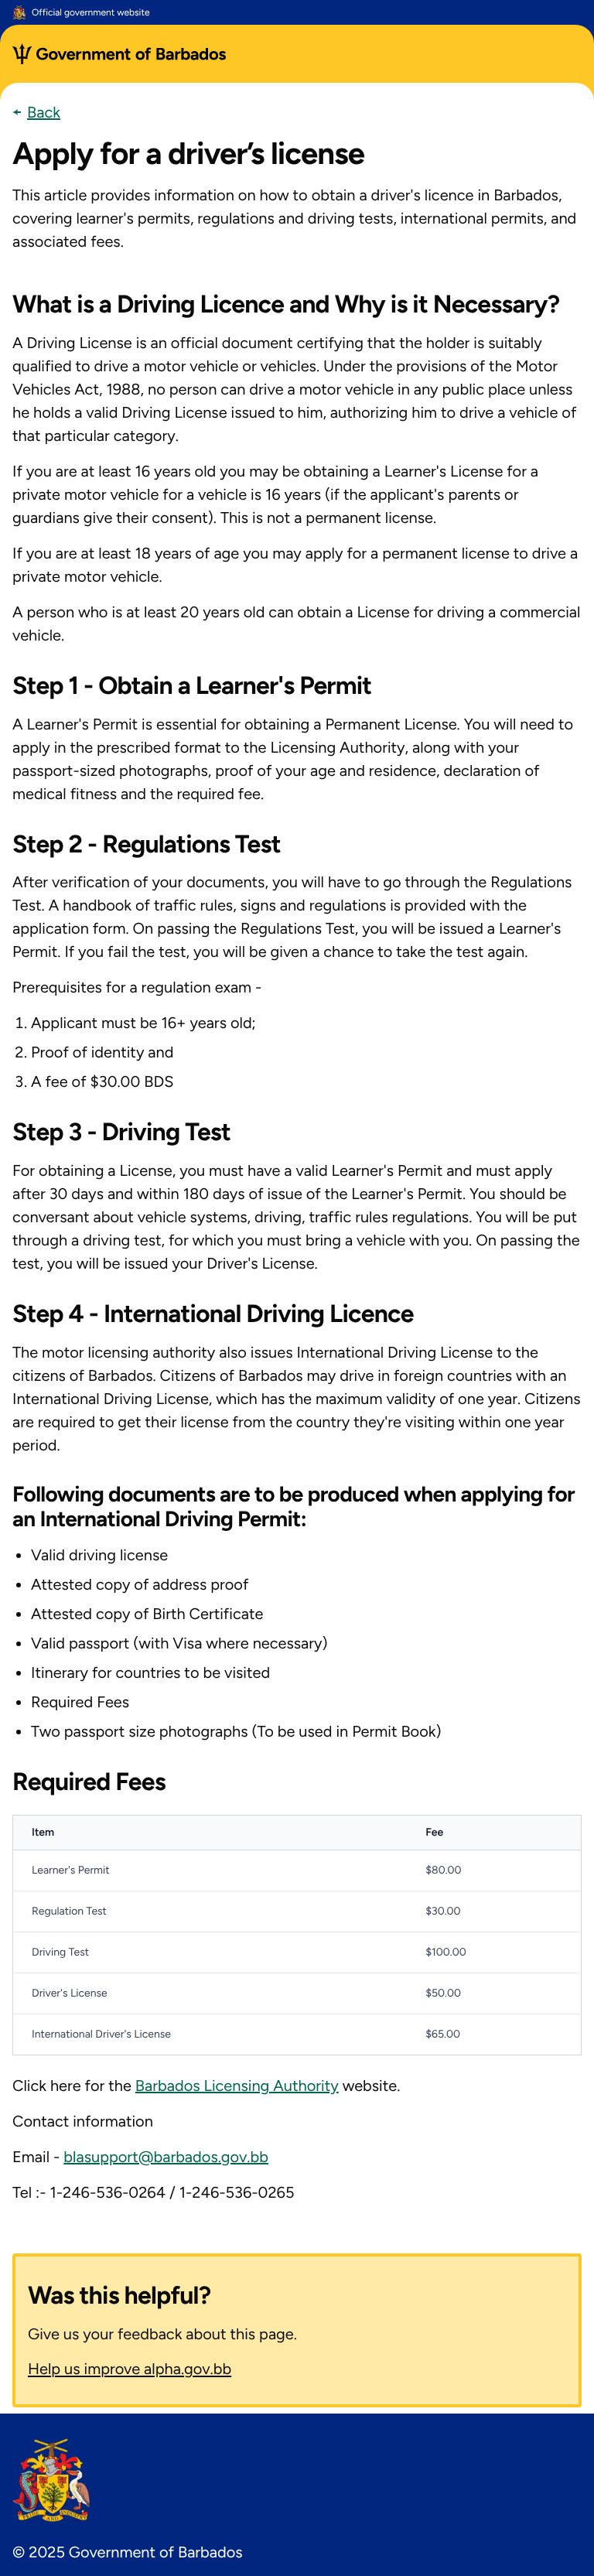 Official government website
Government of Barbados
← Back
Apply for a driver’s license
This article provides information on how to obtain a driver's licence in Barbados,
covering learner's permits, regulations and driving tests, international permits, and
associated fees.
What is a Driving Licence and Why is it Necessary?
A Driving License is an official document certifying that the holder is suitably
qualified to drive a motor vehicle or vehicles. Under the provisions of the Motor
Vehicles Act, 1988, no person can drive a motor vehicle in any public place unless
he holds a valid Driving License issued to him, authorizing him to drive a vehicle of
that particular category.
If you are at least 16 years old you may be obtaining a Learner's License for a
private motor vehicle for a vehicle is 16 years (if the applicant's parents or
guardians give their consent). This is not a permanent license.
If you are at least 18 years of age you may apply for a permanent license to drive a
private motor vehicle.
A person who is at least 20 years old can obtain a License for driving a commercial
vehicle.
Step 1 - Obtain a Learner's Permit
A Learner's Permit is essential for obtaining a Permanent License. You will need to
apply in the prescribed format to the Licensing Authority, along with your
passport-sized photographs, proof of your age and residence, declaration of
medical fitness and the required fee.
Step 2 - Regulations Test
After verification of your documents, you will have to go through the Regulations
Test. A handbook of traffic rules, signs and regulations is provided with the
application form. On passing the Regulations Test, you will be issued a Learner's
Permit. If you fail the test, you will be given a chance to take the test again.
Prerequisites for a regulation exam -
1. Applicant must be 16+ years old;
2. Proof of identity and
3. A fee of $30.00 BDS
Step 3 - Driving Test
For obtaining a License, you must have a valid Learner's Permit and must apply
after 30 days and within 180 days of issue of the Learner's Permit. You should be
conversant about vehicle systems, driving, traffic rules regulations. You will be put
through a driving test, for which you must bring a vehicle with you. On passing the
test, you will be issued your Driver's License.
Step 4 - International Driving Licence
The motor licensing authority also issues International Driving License to the
citizens of Barbados. Citizens of Barbados may drive in foreign countries with an
International Driving License, which has the maximum validity of one year. Citizens
are required to get their license from the country they're visiting within one year
period.
Following documents are to be produced when applying for
an International Driving Permit:
• Valid driving license
• Attested copy of address proof
• Attested copy of Birth Certificate
• Valid passport (with Visa where necessary)
• Itinerary for countries to be visited
• Required Fees
• Two passport size photographs (To be used in Permit Book)
Required Fees
Item Fee
Learner's Permit $80.00
Regulation Test $30.00
Driving Test $100.00
Driver's License $50.00
International Driver's License $65.00
Click here for the Barbados Licensing Authority website.
Contact information
Email - blasupport@barbados.gov.bb
Tel :- 1-246-536-0264 / 1-246-536-0265
Was this helpful?
Give us your feedback about this page.
Help us improve alpha.gov.bb
PRIDE AND INDUSTRY
© 2025 Government of Barbados